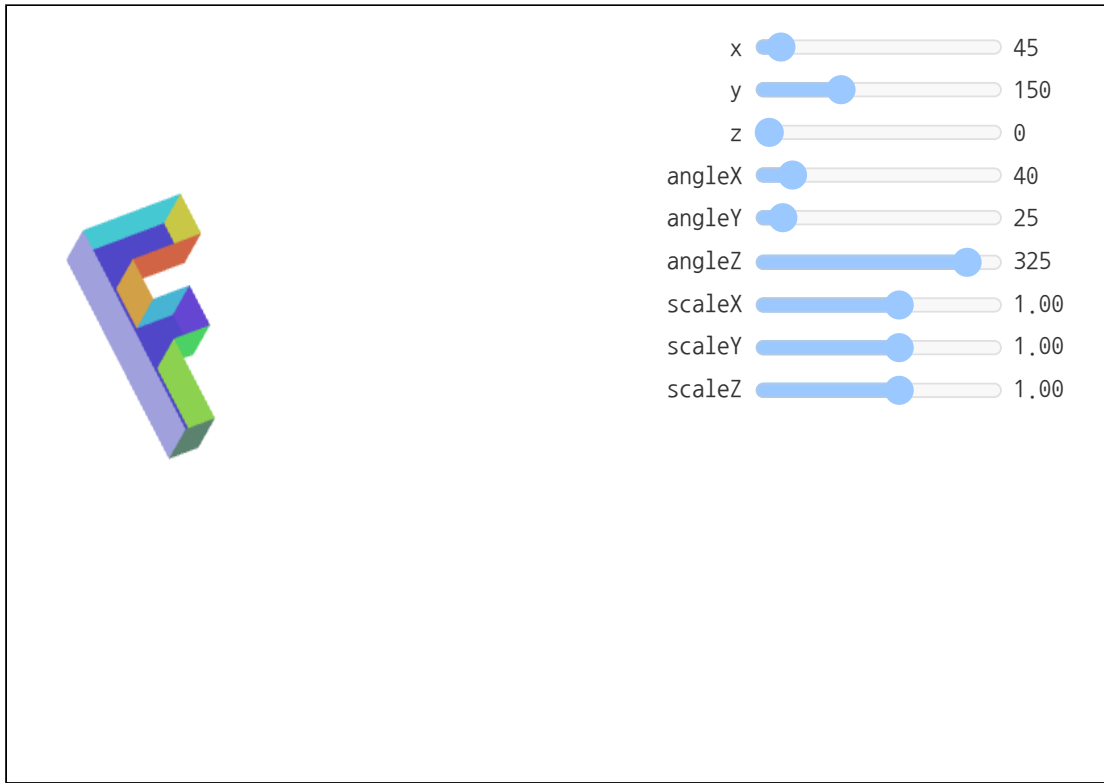 x 45
y 150
z 0
angleX 40
angleY 25
angleZ 325
scaleX 1.00
scaleY 1.00
scaleZ 1.00